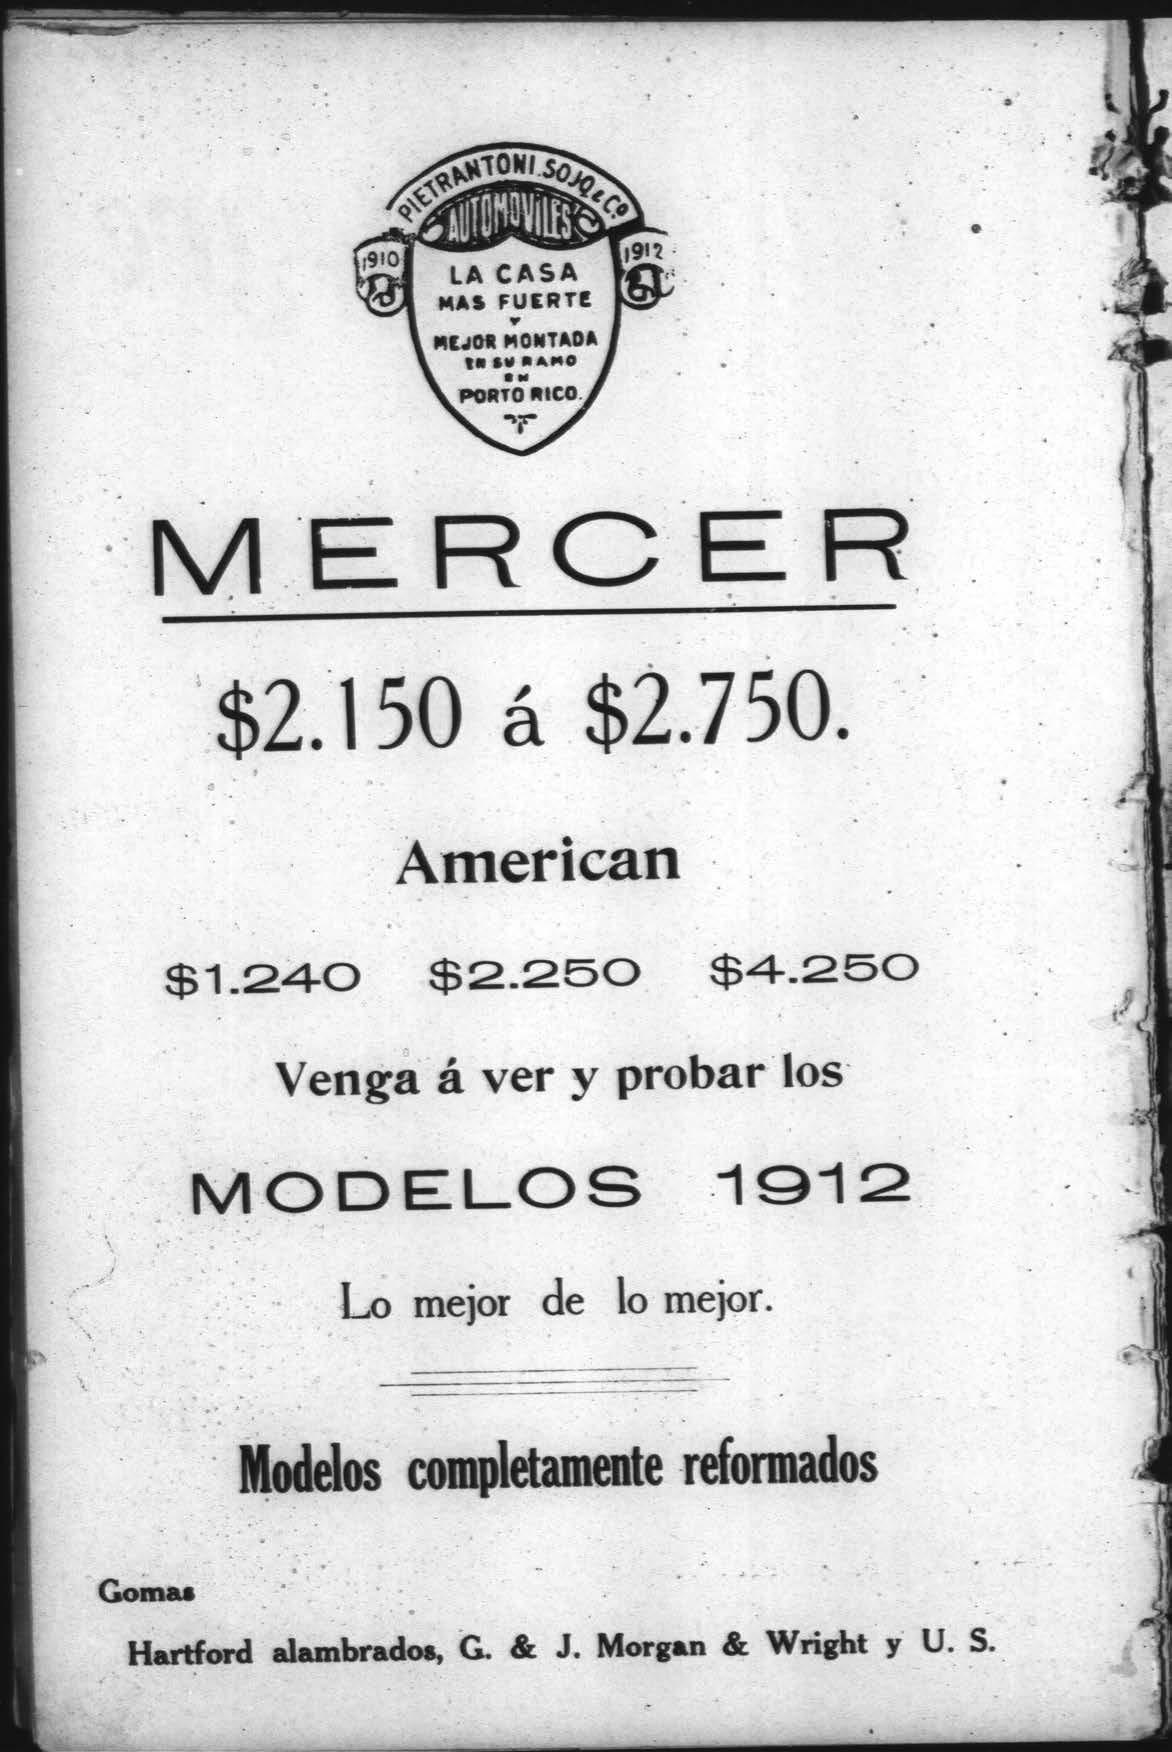 PIETRANTONI. SOJO & Cº
AUTOMOVILES
1910
1912
LA CASA
MAS FUERTE
Y
MEJOR MONTADA
EN SU RAMO
EN
PORTO RICO.
MERCER
$2.150 á $2.750.
American
$1.240 $2.250 $4.250
Venga á ver y probar los
MODELOS 1912
Lo mejor de lo mejor.
Modelos completamente reformados
Gomas
Hartford alambrados, G. & J. Morgan & Wright y U. S.